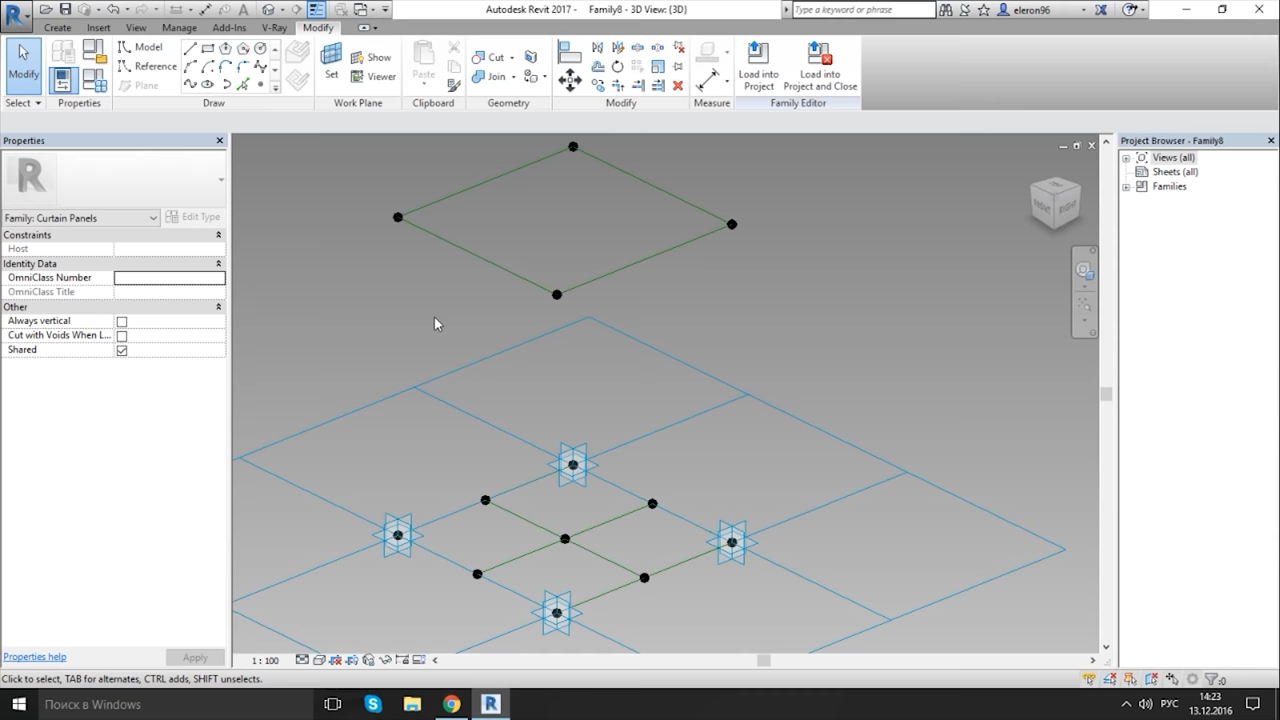 Autodesk Revit 2017 - Family8 - 3D View: {3D}
Type a keyword or phrase
eleron96
Create Insert View Manage Add-Ins V-Ray Modify
Modify
Model
Reference
Plane
Set
Show
Viewer
Paste
Cut
Join
Load into
Project
Load into
Project and Close
Select Properties Draw Work Plane Clipboard Geometry Modify Measure Family Editor
Properties
R
Family: Curtain Panels
Edit Type
Constraints
Host
Identity Data
OmniClass Number
OmniClass Title
Other
Always vertical
Cut with Voids When L...
Shared
Properties help
Apply
FRONT
RIGHT
Project Browser - Family8
Views (all)
Sheets (all)
Families
1 : 100
Click to select, TAB for alternates, CTRL adds, SHIFT unselects.
:0
Поиск в Windows
РУС
14:23
13.12.2016